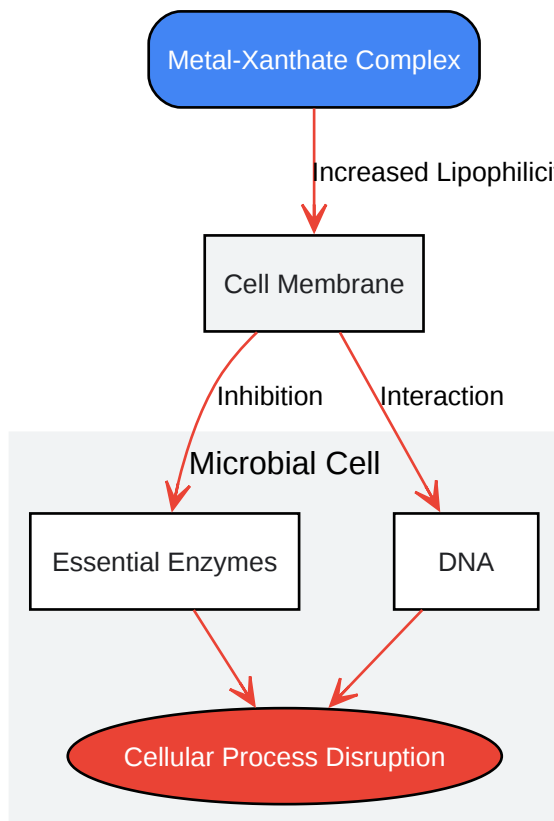 Metal-Xanthate Complex
Increased Lipophilici
Cell Membrane
Inhibition
Interaction
Microbial Cell
Essential Enzymes
DNA
Cellular Process Disruption